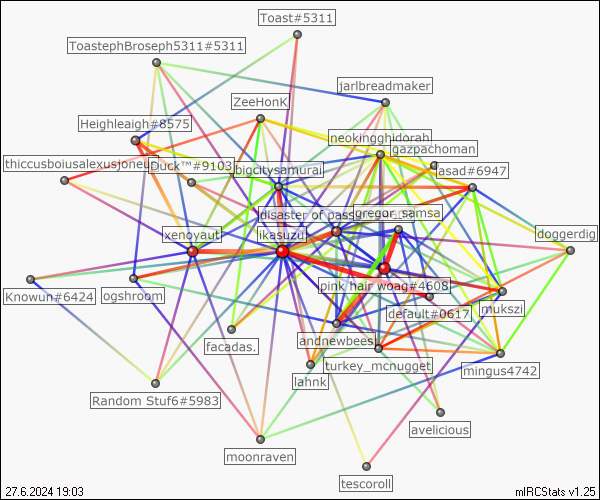 Toast#5311
ToastephBroseph5311#5311
jarlbreadmaker
ZeeHonK
Heighleaigh#8575
neokingghidorah
gazpachoman
thiccusboiusalexusjoneu
Duck™#9103
bigcitysamurai
asad#6947
disaster of pass
gregor_samsa
xenovaut
likasuzu
doggerdig
pink hair woag#4608
Knowun#6424
ogshroom
default#0617
mukszi
facadas.
andnewbees
turkey_mcnugget
mingus4742
lahnk
Random Stuf6#5983
avelicious
moonraven
tescoroll
27.6.2024 19:03
mIRCStats v1.25